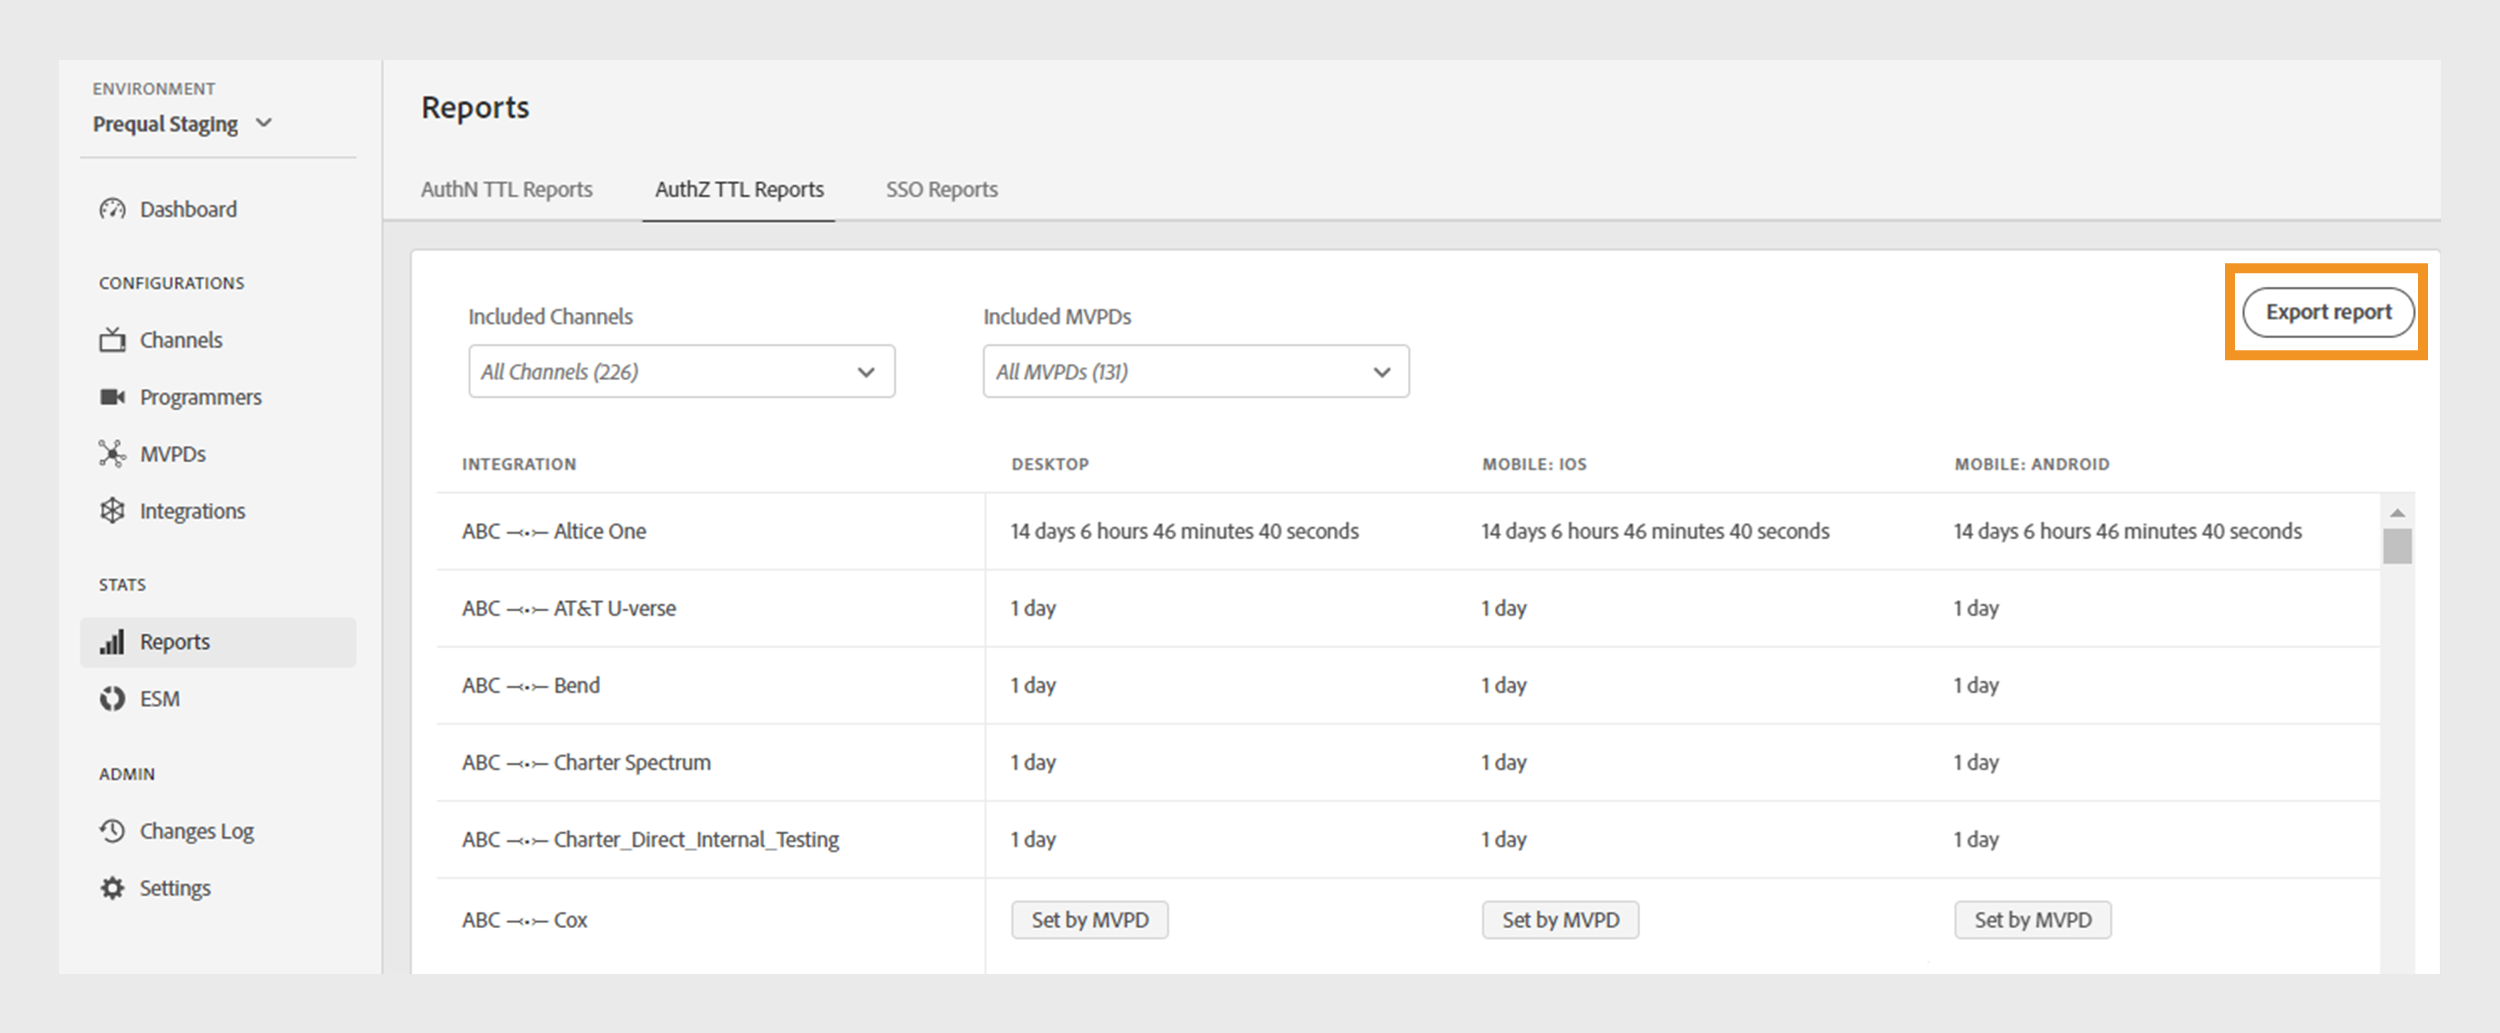 ENVIRONMENT
Prequal Staging
Dashboard
CONFIGURATIONS
Channels
Programmers
MVPDs
Integrations
STATS
Reports
ESM
ADMIN
Changes Log
Settings
Reports
AuthN TTL Reports AuthZ TTL Reports SSO Reports
Included Channels Included MVPDs
Export report
All Channels (226) All MVPDs (131)
INTEGRATION DESKTOP MOBILE: IOS MOBILE: ANDROID
ABC Altice One 14 days 6 hours 46 minutes 40 seconds 14 days 6 hours 46 minutes 40 seconds 14 days 6 hours 46 minutes 40 seconds
ABC AT&T U-verse 1 day 1 day 1 day
ABC Bend 1 day 1 day 1 day
ABC Charter Spectrum 1 day 1 day 1 day
ABC Charter_Direct_Internal_Testing 1 day 1 day 1 day
ABC Cox Set by MVPD Set by MVPD Set by MVPD